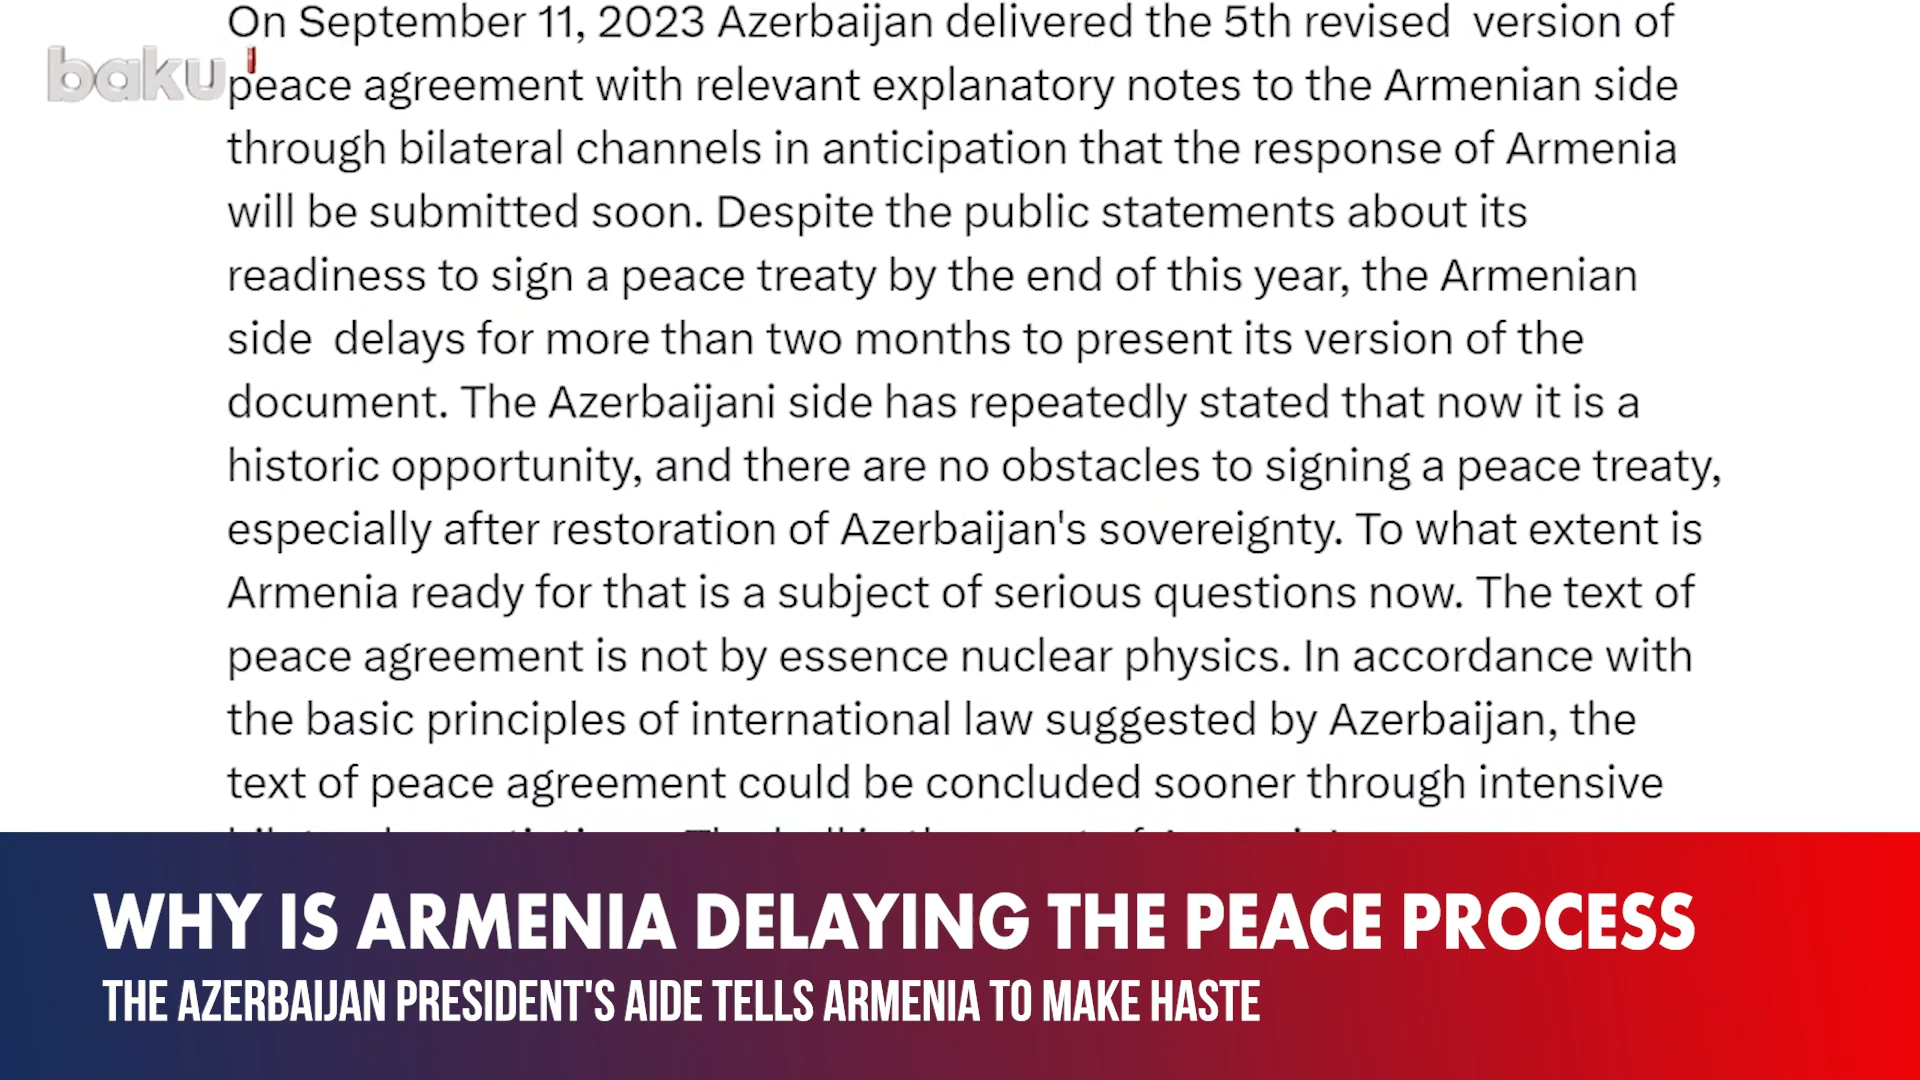 On September 11, 2023 Azerbaijan delivered the 5th revised version of
baku
peace agreement with relevant explanatory notes to the Armenian side
through bilateral channels in anticipation that the response of Armenia
will be submitted soon. Despite the public statements about its
readiness to sign a peace treaty by the end of this year, the Armenian
side delays for more than two months to present its version of the
document. The Azerbaijani side has repeatedly stated that now it is a
historic opportunity, and there are no obstacles to signing a peace treaty,
especially after restoration of Azerbaijan's sovereignty. To what extent is
Armenia ready for that is a subject of serious questions now. The text of
peace agreement is not by essence nuclear physics. In accordance with
the basic principles of international law suggested by Azerbaijan, the
text of peace agreement could be concluded sooner through intensive
WHY IS ARMENIA DELAYING THE PEACE PROCESS
THE AZERBAIJAN PRESIDENT'S AIDE TELLS ARMENIA TO MAKE HASTE